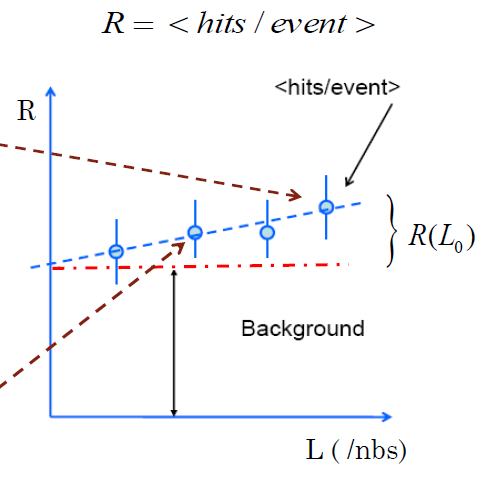 R = < hits / event >
<hits/event>
R
R(L₀)
Background
L ( /nbs)